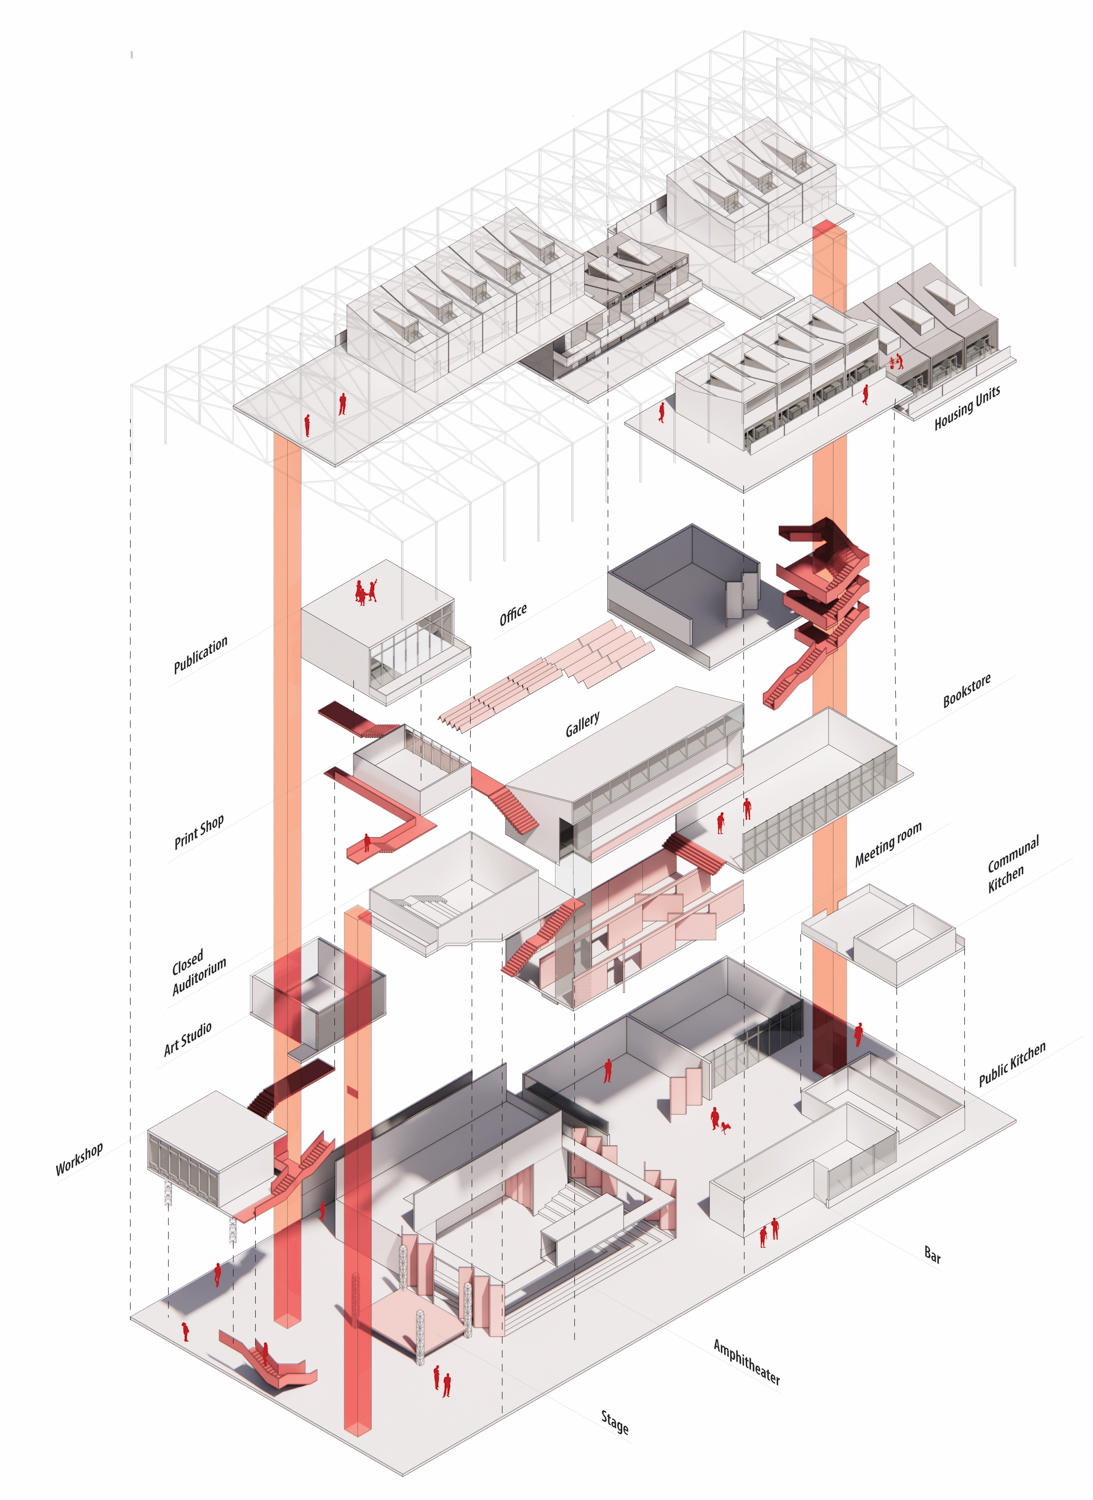 Housing Units
Office
Publication
Bookstore
Gallery
Print Shop
Meeting room
Communal
Kitchen
Closed
Auditorium
Art Studio
Public Kitchen
Workshop
Bar
Amphitheater
Stage